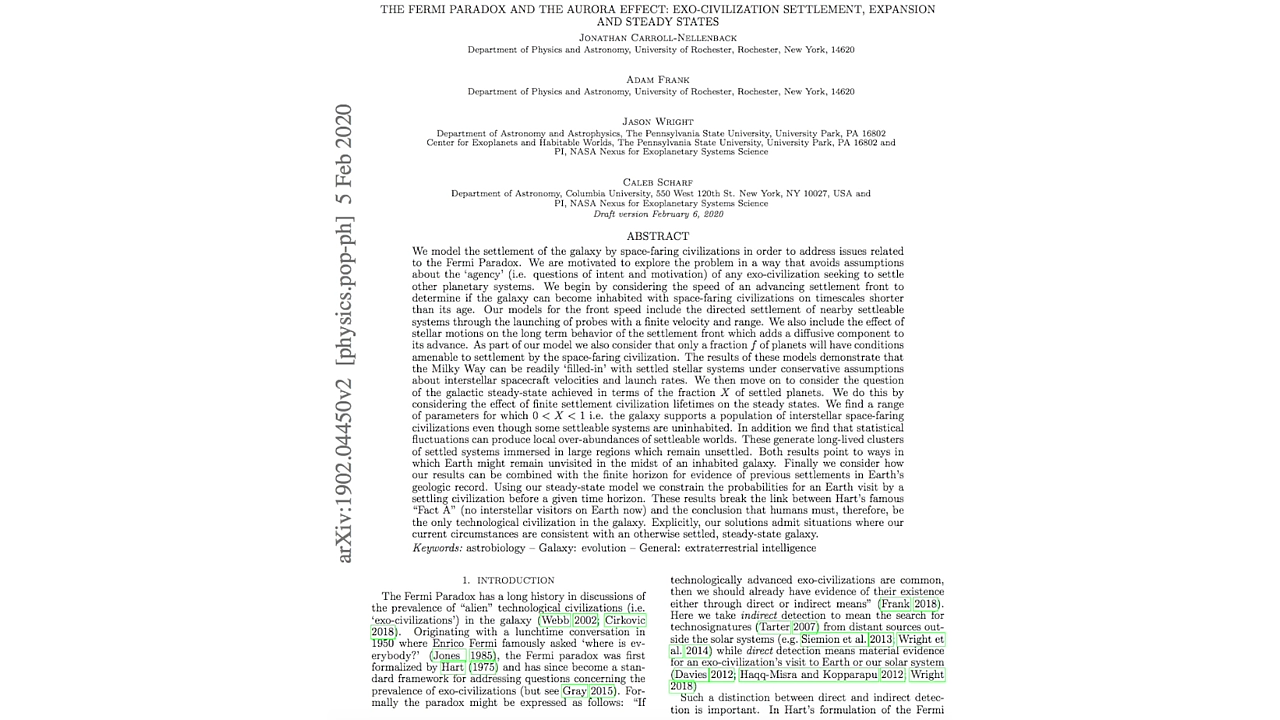 THE FERMI PARADOX AND THE AURORA EFFECT: EXO-CIVILIZATION SETTLEMENT, EXPANSION
AND STEADY STATES
Jonathan Carroll-Nellenback
Department of Physics and Astronomy, University of Rochester, Rochester, New York, 14620
Adam Frank
Department of Physics and Astronomy, University of Rochester, Rochester, New York, 14620
Jason Wright
Department of Astronomy and Astrophysics, The Pennsylvania State University, University Park, PA 16802
Center for Exoplanets and Habitable Worlds, The Pennsylvania State University, University Park, PA 16802 and
PI, NASA Nexus for Exoplanetary Systems Science
Caleb Scharf
Department of Astronomy, Columbia University, 550 West 120th St. New York, NY 10027, USA and
PI, NASA Nexus for Exoplanetary Systems Science
Draft version February 6, 2020
ABSTRACT
We model the settlement of the galaxy by space-faring civilizations in order to address issues related
to the Fermi Paradox. We are motivated to explore the problem in a way that avoids assumptions
about the ‘agency’ (i.e. questions of intent and motivation) of any exo-civilization seeking to settle
other planetary systems. We begin by considering the speed of an advancing settlement front to
determine if the galaxy can become inhabited with space-faring civilizations on timescales shorter
than its age. Our models for the front speed include the directed settlement of nearby settleable
systems through the launching of probes with a finite velocity and range. We also include the effect of
stellar motions on the long term behavior of the settlement front which adds a diffusive component to
its advance. As part of our model we also consider that only a fraction f of planets will have conditions
amenable to settlement by the space-faring civilization. The results of these models demonstrate that
the Milky Way can be readily ‘filled-in’ with settled stellar systems under conservative assumptions
about interstellar spacecraft velocities and launch rates. We then move on to consider the question
of the galactic steady-state achieved in terms of the fraction X of settled planets. We do this by
considering the effect of finite settlement civilization lifetimes on the steady states. We find a range
of parameters for which 0 < X < 1 i.e. the galaxy supports a population of interstellar space-faring
civilizations even though some settleable systems are uninhabited. In addition we find that statistical
fluctuations can produce local over-abundances of settleable worlds. These generate long-lived clusters
of settled systems immersed in large regions which remain unsettled. Both results point to ways in
which Earth might remain unvisited in the midst of an inhabited galaxy. Finally we consider how
our results can be combined with the finite horizon for evidence of previous settlements in Earth's
geologic record. Using our steady-state model we constrain the probabilities for an Earth visit by a
settling civilization before a given time horizon. These results break the link between Hart's famous
“Fact A” (no interstellar visitors on Earth now) and the conclusion that humans must, therefore, be
the only technological civilization in the galaxy. Explicitly, our solutions admit situations where our
current circumstances are consistent with an otherwise settled, steady-state galaxy.
Keywords: astrobiology – Galaxy: evolution – General: extraterrestrial intelligence
1. INTRODUCTION
The Fermi Paradox has a long history in discussions of
the prevalence of “alien” technological civilizations (i.e.
‘exo-civilizations’) in the galaxy (Webb 2002; Cirkovic
2018). Originating with a lunchtime conversation in
1950 where Enrico Fermi famously asked ‘where is ev-
erybody?’ (Jones 1985), the Fermi paradox was first
formalized by Hart (1975) and has since become a stan-
dard framework for addressing questions concerning the
prevalence of exo-civilizations (but see Gray 2015). For-
mally the paradox might be expressed as follows: “If
technologically advanced exo-civilizations are common,
then we should already have evidence of their existence
either through direct or indirect means” (Frank 2018).
Here we take indirect detection to mean the search for
technosignatures (Tarter 2007) from distant sources out-
side the solar systems (e.g. Siemion et al. 2013; Wright et
al. 2014) while direct detection means material evidence
for an exo-civilization's visit to Earth or our solar system
(Davies 2012; Haqq-Misra and Kopparapu 2012; Wright
2018)
Such a distinction between direct and indirect detec-
tion is important. In Hart's formulation of the Fermi
arXiv:1902.04450v2 [physics.pop-ph] 5 Feb 2020